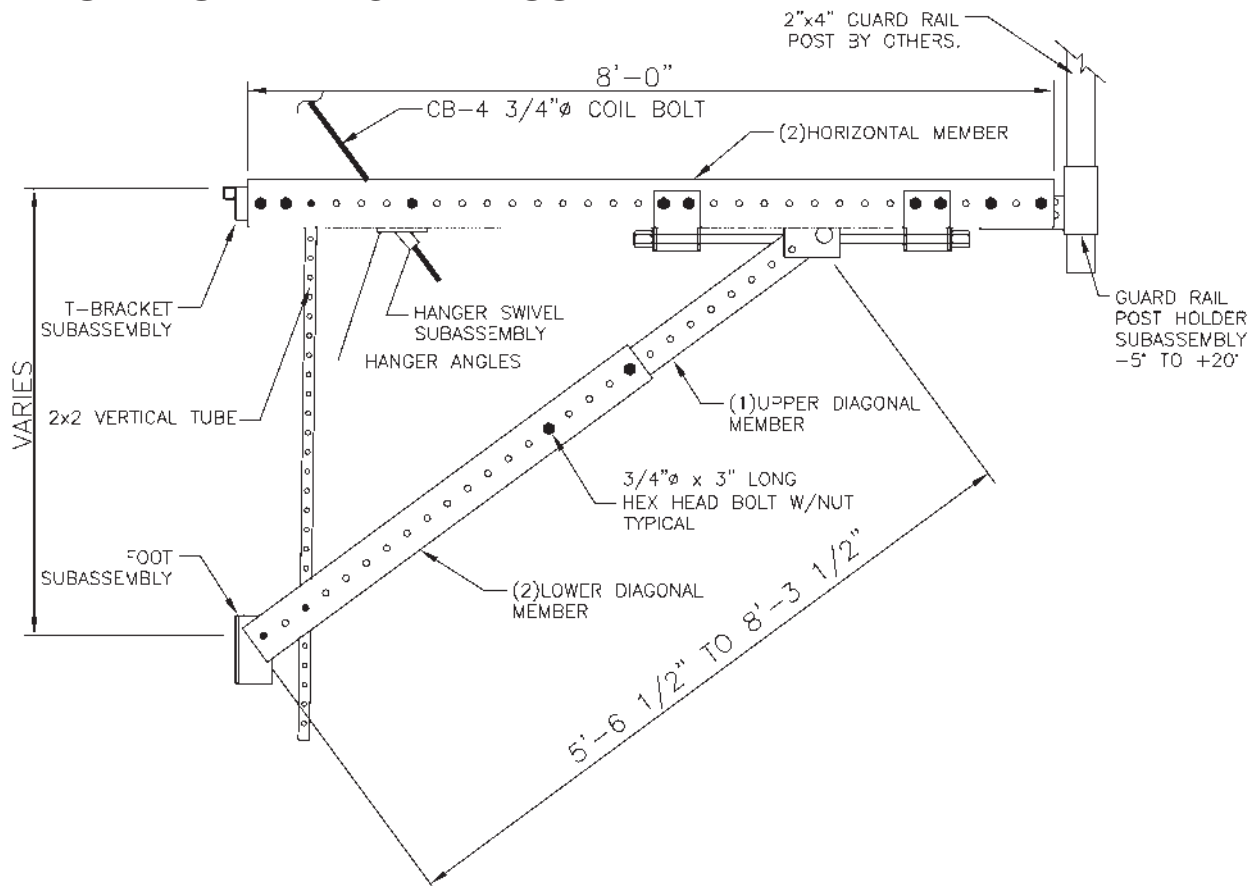 2"x4" GUARD RAIL
POST BY OTHERS.
8'-0"
CB-4 3/4"ø COIL BOLT
(2)HORIZONTAL MEMBER
T-BRACKET
SUBASSEMBLY
HANGER SWIVEL
SUBASSEMBLY
HANGER ANGLES
GUARD RAIL
POST HOLDER
SUBASSEMBLY
-5° TO +20°
VARIES
2x2 VERTICAL TUBE
(1)UPPER DIAGONAL
MEMBER
3/4"ø x 3" LONG
HEX HEAD BOLT W/NUT
TYPICAL
FOOT
SUBASSEMBLY
(2)LOWER DIAGONAL
MEMBER
5'-6 1/2" TO 8'-3 1/2"